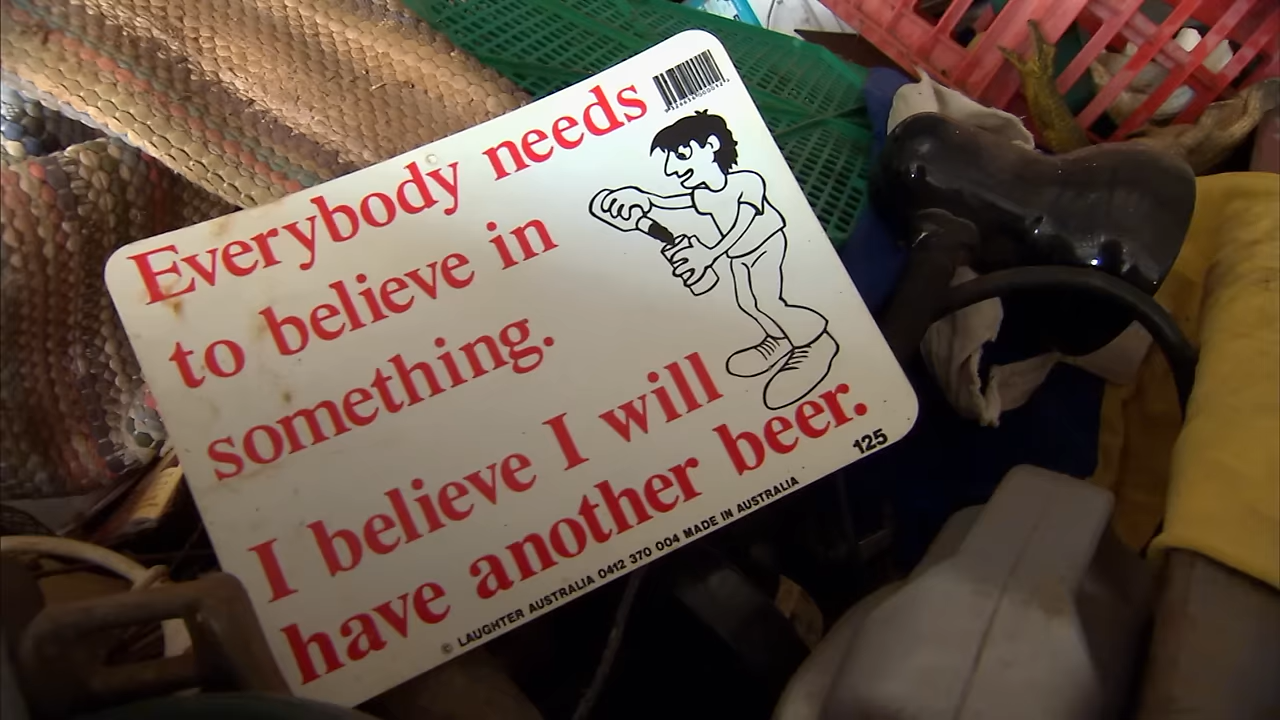 Everybody needs
to believe in
something.
I believe I will
have another beer.
125
© LAUGHTER AUSTRALIA 0412 370 004 MADE IN AUSTRALIA